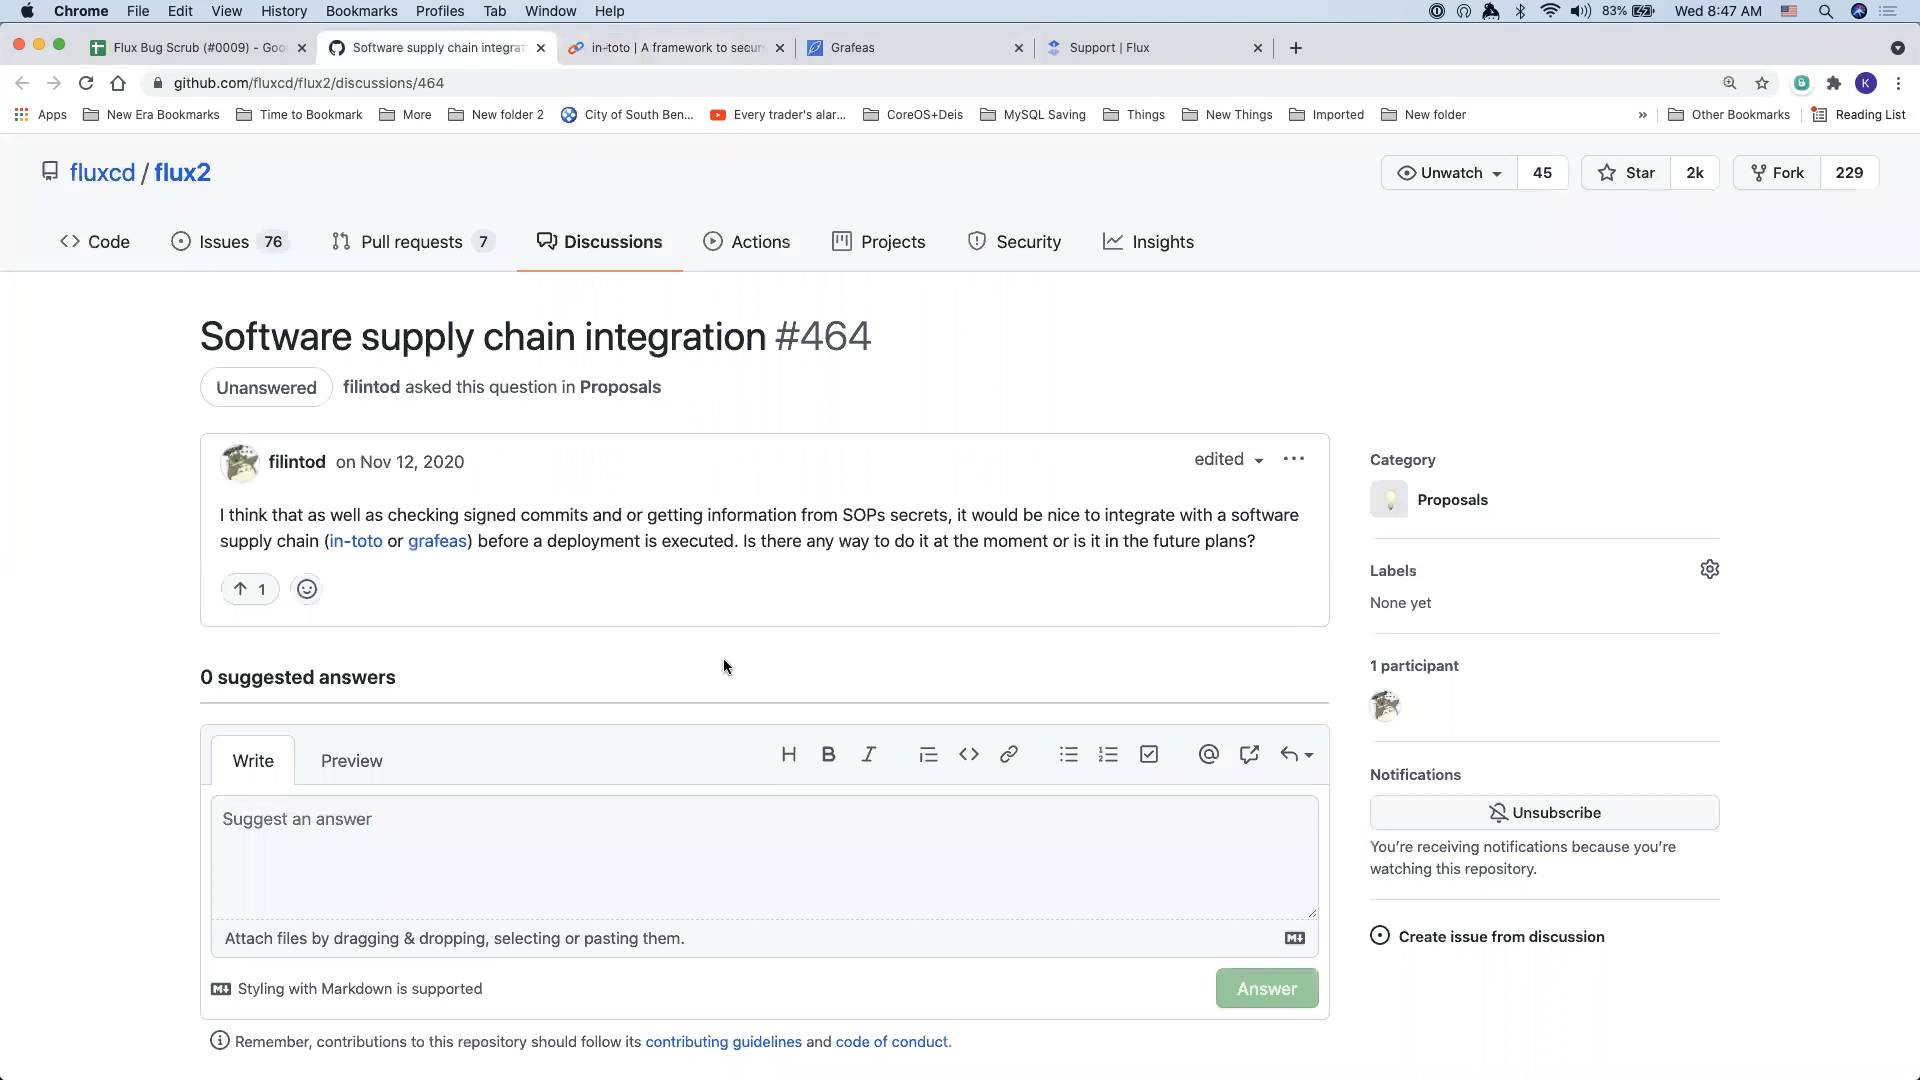 Chrome File Edit View History Bookmarks Profiles Tab Window Help 83% Wed 8:47 AM
Flux Bug Scrub (#0009) - Goo Software supply chain integrat in-toto | A framework to secur Grafeas Support | Flux
github.com/fluxcd/flux2/discussions/464 K
Apps New Era Bookmarks Time to Bookmark More New folder 2 City of South Ben... Every trader's alar... CoreOS+Deis MySQL Saving Things New Things Imported New folder » Other Bookmarks Reading List
fluxcd / flux2 Unwatch 45 Star 2k Fork 229
Code Issues 76 Pull requests 7 Discussions Actions Projects Security Insights
Software supply chain integration #464
Unanswered filintod asked this question in Proposals
filintod on Nov 12, 2020 edited
I think that as well as checking signed commits and or getting information from SOPs secrets, it would be nice to integrate with a software
supply chain (in-toto or grafeas) before a deployment is executed. Is there any way to do it at the moment or is it in the future plans?
1
0 suggested answers
Write Preview H B I
Suggest an answer
Attach files by dragging & dropping, selecting or pasting them.
Styling with Markdown is supported Answer
Remember, contributions to this repository should follow its contributing guidelines and code of conduct.
Category
Proposals
Labels
None yet
1 participant
Notifications
Unsubscribe
You're receiving notifications because you're
watching this repository.
Create issue from discussion